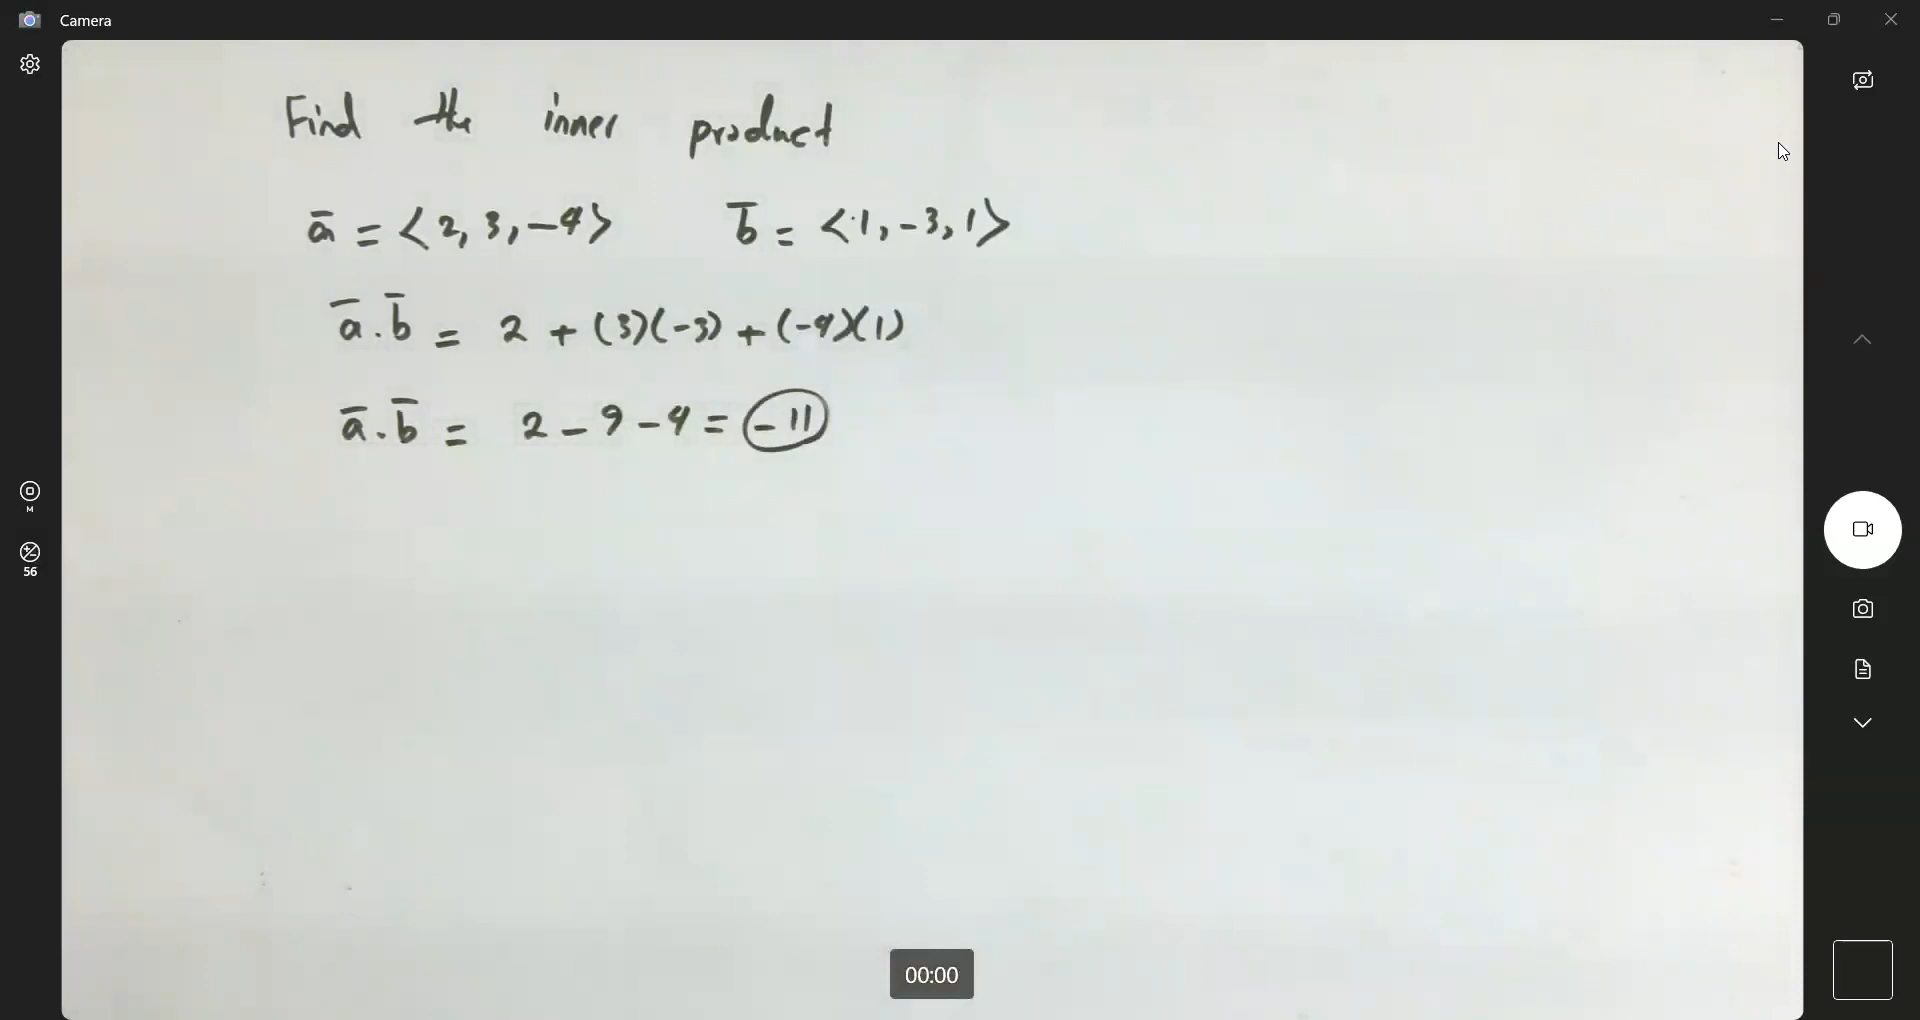 Camera
Find the inner product
a̅ = <2, 3, -4> b̅ = <1, -3, 1>
a̅ . b̅ = 2 + (3)(-3) + (-4)(1)
a̅ . b̅ = 2 - 9 - 4 = -11
M
56
00:00